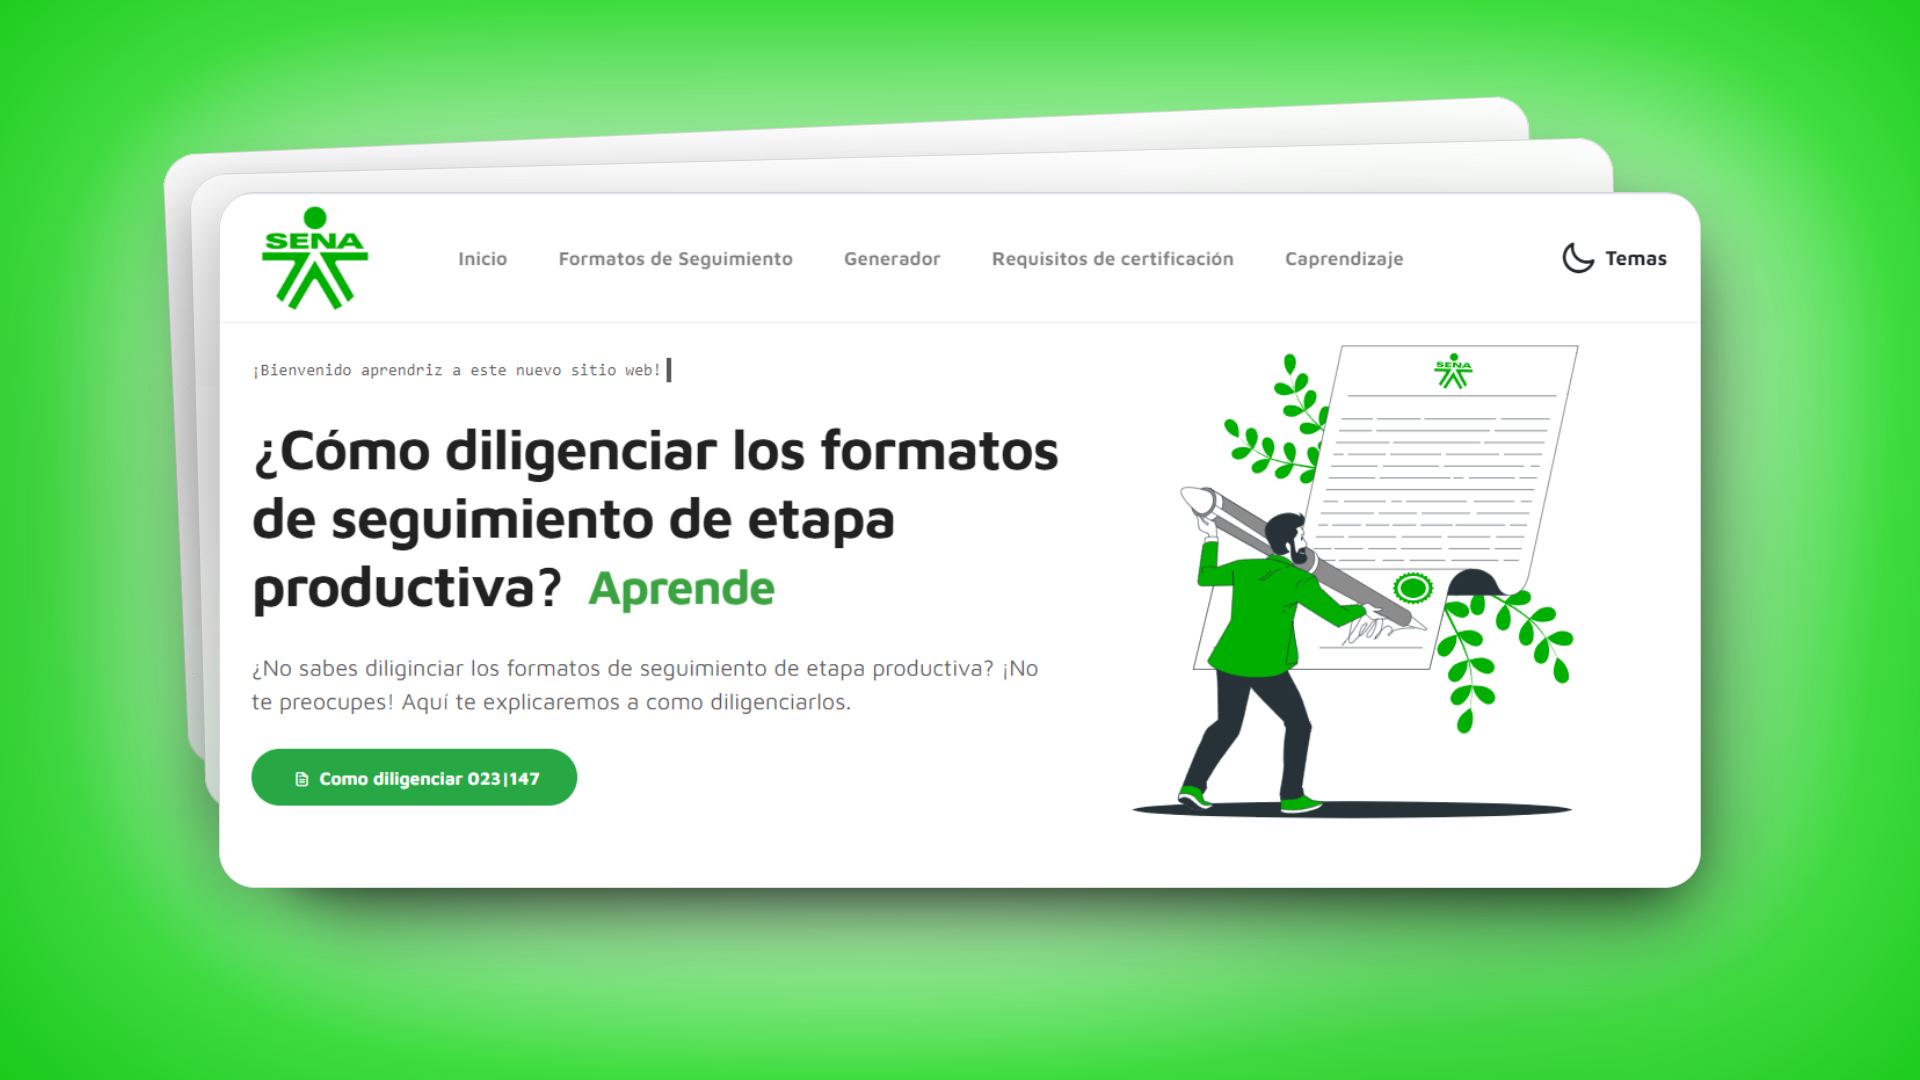 SENA
Inicio
Formatos de Seguimiento
Generador
Requisitos de certificación
Caprendizaje
Temas
¡Bienvenido aprendriz a este nuevo sitio web!
¿Cómo diligenciar los formatos
de seguimiento de etapa
productiva? Aprende
¿No sabes diliginciar los formatos de seguimiento de etapa productiva? ¡No
te preocupes! Aquí te explicaremos a como diligenciarlos.
Como diligenciar 023|147
SENA